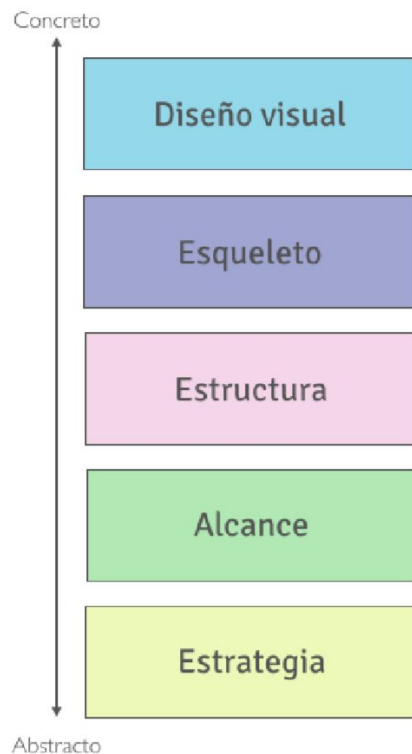 Concreto
Diseño visual
Esqueleto
Estructura
Alcance
Estrategia
Abstracto